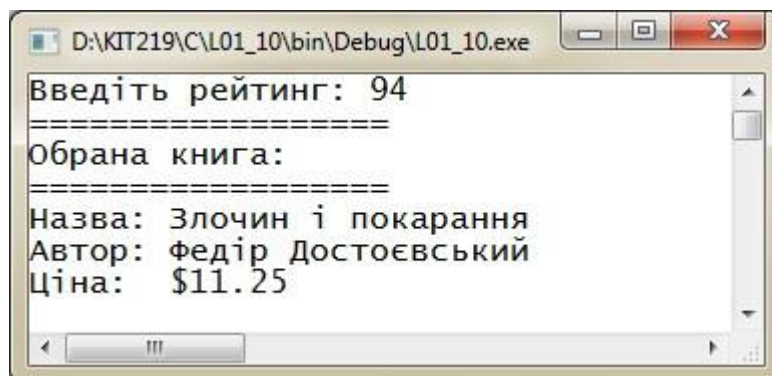 D:\KIT219\C\L01_10\bin\Debug\L01_10.exe
Введіть рейтинг: 94
==================
Обрана книга:
==================
Назва: Злочин і покарання
Автор: Федір Достоєвський
Ціна:  $11.25